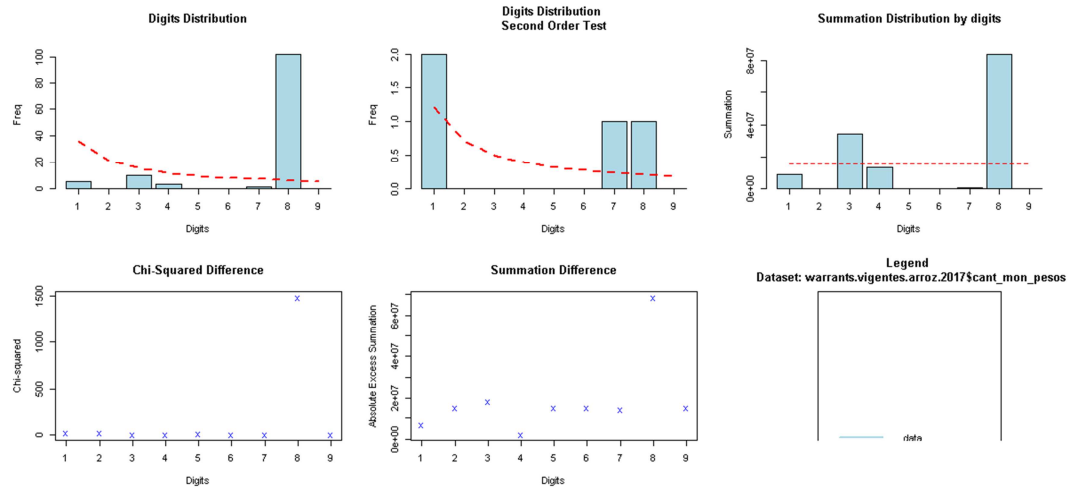 Digits Distribution
Freq
0 20 40 60 80 100
1 2 3 4 5 6 7 8 9
Digits
Digits Distribution
Second Order Test
Freq
0.0 0.5 1.0 1.5 2.0
1 2 3 4 5 6 7 8 9
Digits
Summation Distribution by digits
Summation
0e+00 4e+07 8e+07
1 2 3 4 5 6 7 8 9
Digits
Chi-Squared Difference
Chi-squared
0 500 1000 1500
1 2 3 4 5 6 7 8 9
Digits
Summation Difference
Absolute Excess Summation
0e+00 2e+07 4e+07 6e+07
1 2 3 4 5 6 7 8 9
Digits
Legend
Dataset: warrants.vigentes.arroz.2017$cant_mon_pesos
data